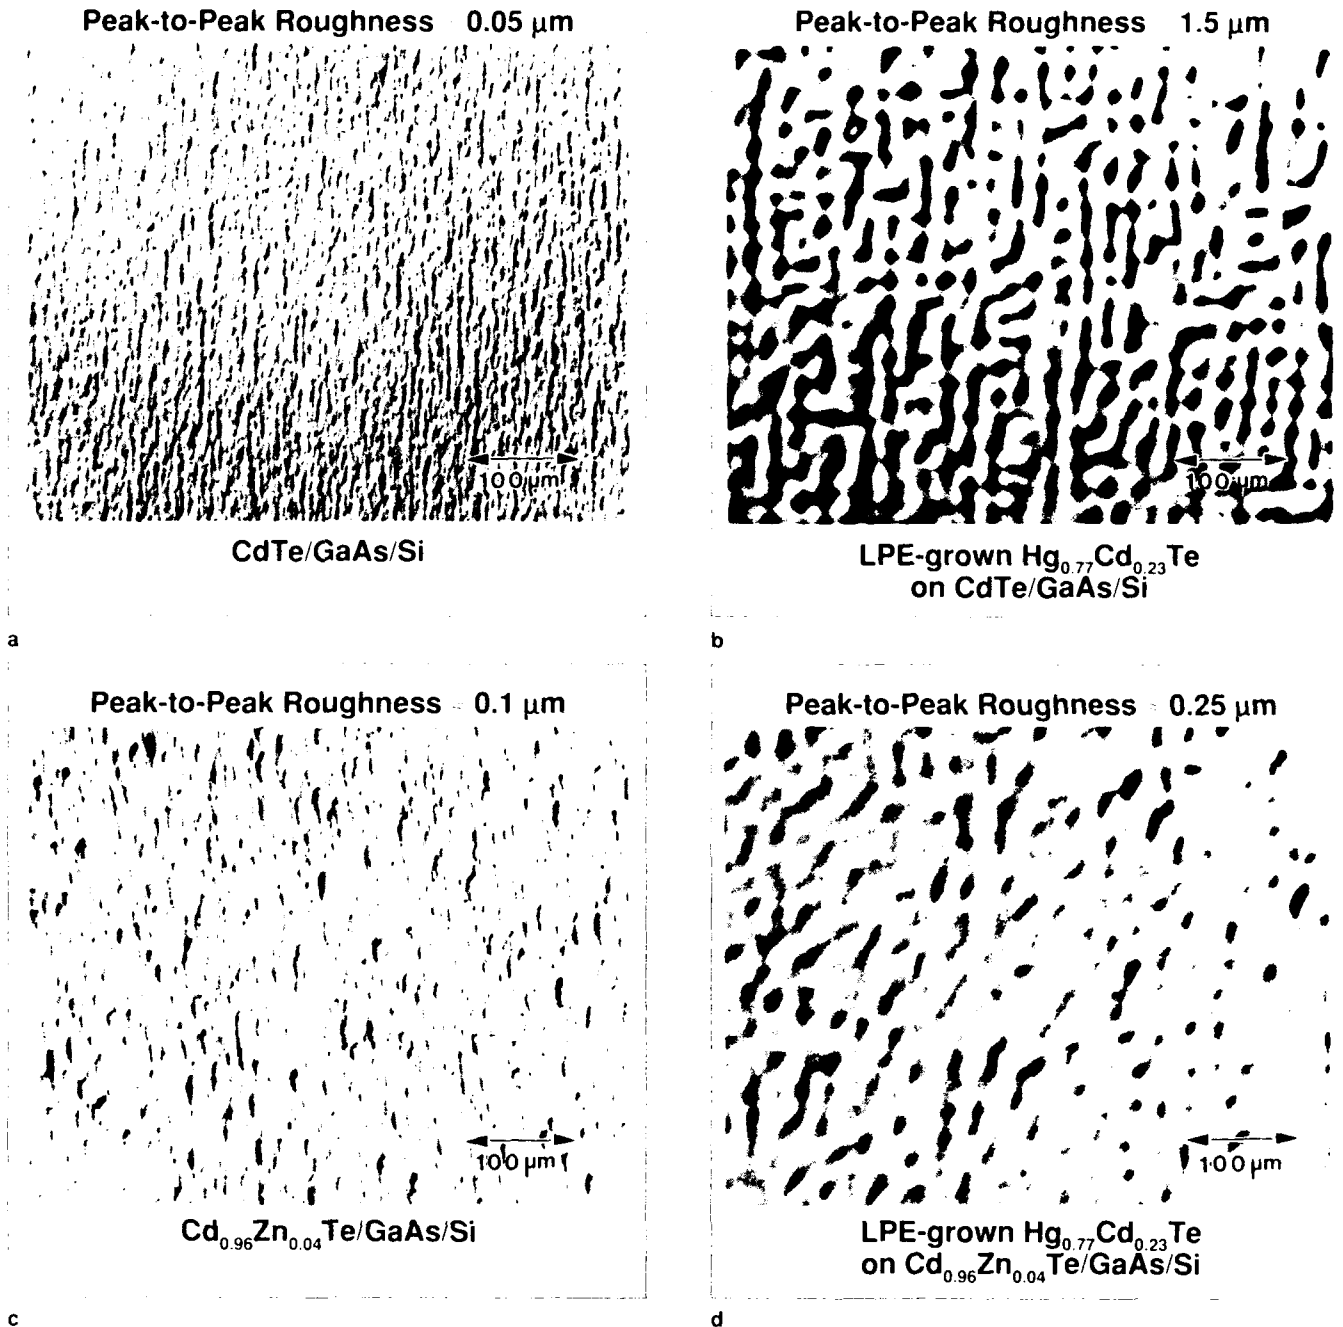 Peak-to-Peak Roughness 0.05 µm
100 µm
CdTe/GaAs/Si
a
Peak-to-Peak Roughness 1.5 µm
100 µm
LPE-grown Hg0.77Cd0.23Te
on CdTe/GaAs/Si
b
Peak-to-Peak Roughness 0.1 µm
100 µm
Cd0.96Zn0.04Te/GaAs/Si
c
Peak-to-Peak Roughness 0.25 µm
100 µm
LPE-grown Hg0.77Cd0.23Te
on Cd0.96Zn0.04Te/GaAs/Si
d